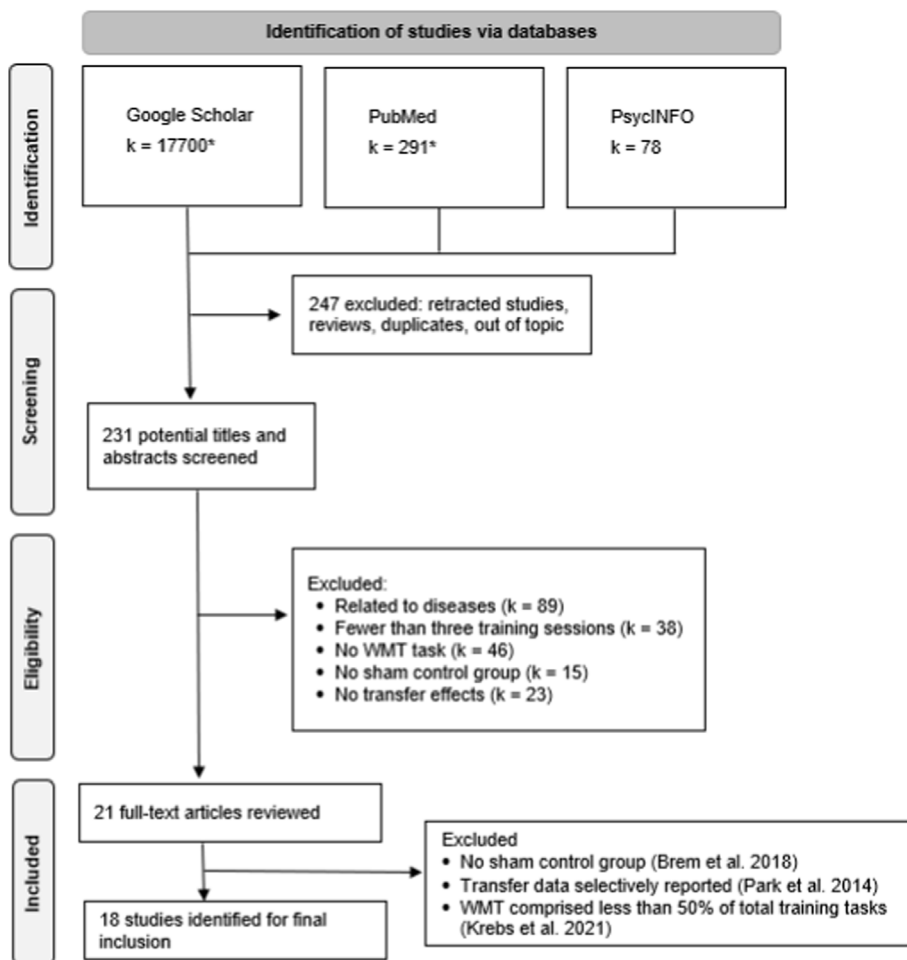 Identification of studies via databases
Identification
Google Scholar
k = 17700*
PubMed
k = 291*
PsycINFO
k = 78
Screening
247 excluded: retracted studies,
reviews, duplicates, out of topic
231 potential titles and
abstracts screened
Eligibility
Excluded:
• Related to diseases (k = 89)
• Fewer than three training sessions (k = 38)
• No WMT task (k = 46)
• No sham control group (k = 15)
• No transfer effects (k = 23)
Included
21 full-text articles reviewed
Excluded
• No sham control group (Brem et al. 2018)
• Transfer data selectively reported (Park et al. 2014)
• WMT comprised less than 50% of total training tasks
(Krebs et al. 2021)
18 studies identified for final
inclusion